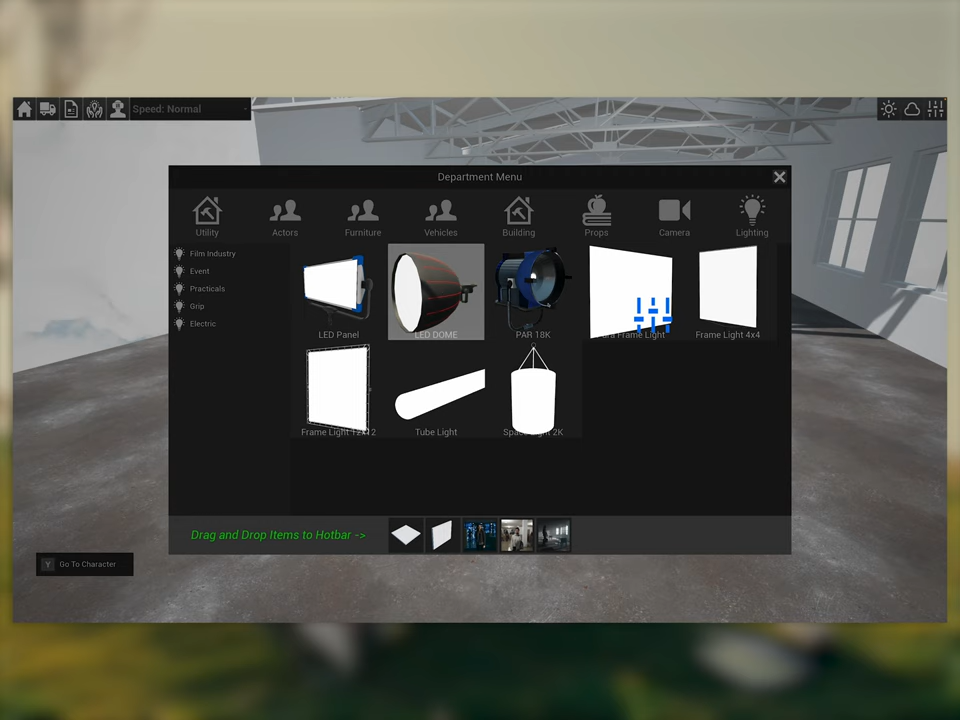 Speed: Normal
Department Menu
Utility
Actors
Furniture
Vehicles
Building
Props
Camera
Lighting
Film Industry
Event
Practicals
Grip
Electric
LED Panel
LED DOME
PAR 18K
Frame Light
Frame Light 4x4
Frame Light 12x12
Tube Light
Space Light 2K
Drag and Drop Items to Hotbar ->
Y Go To Character